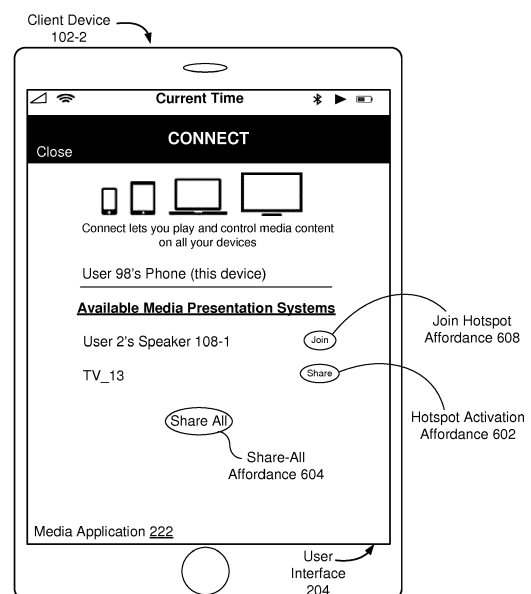 Client Device
102-2
Current Time
CONNECT
Close
Connect lets you play and control media content
on all your devices
User 98's Phone (this device)
Available Media Presentation Systems
User 2's Speaker 108-1
Join
TV_13
Share
Join Hotspot
Affordance 608
Hotspot Activation
Affordance 602
Share All
Share-All
Affordance 604
Media Application 222
User
Interface
204